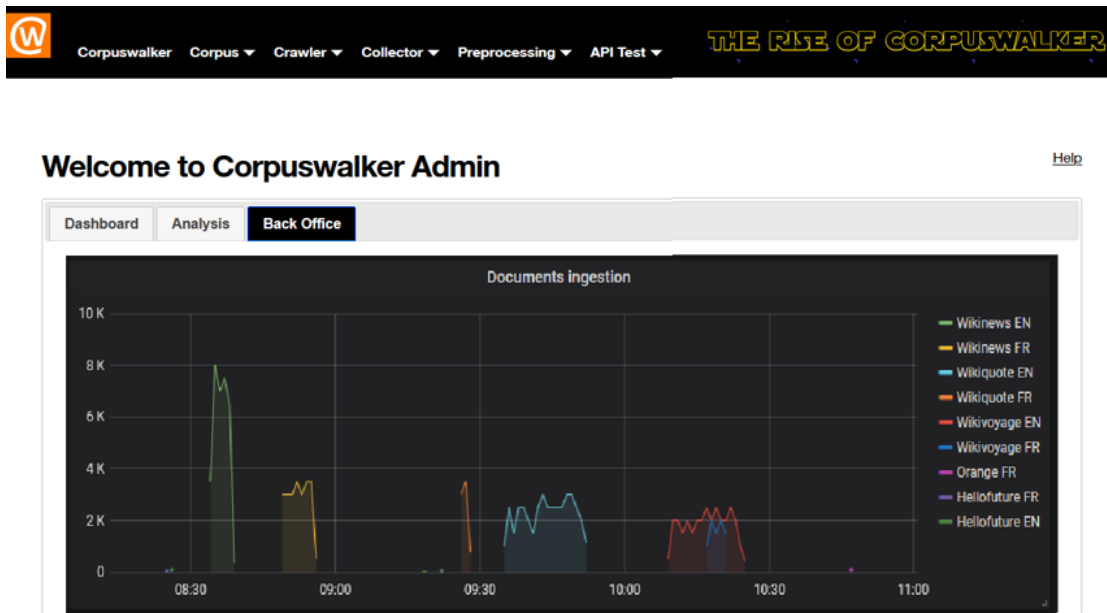 W
Corpuswalker Corpus Crawler Collector Preprocessing API Test
THE RISE OF CORPUSWALKER
Welcome to Corpuswalker Admin
Help
Dashboard Analysis Back Office
Documents ingestion
10 K
8 K
6 K
4 K
2 K
0
08:30 09:00 09:30 10:00 10:30 11:00
Wikinews EN
Wikinews FR
Wikiquote EN
Wikiquote FR
Wikivoyage EN
Wikivoyage FR
Orange FR
Hellofuture FR
Hellofuture EN